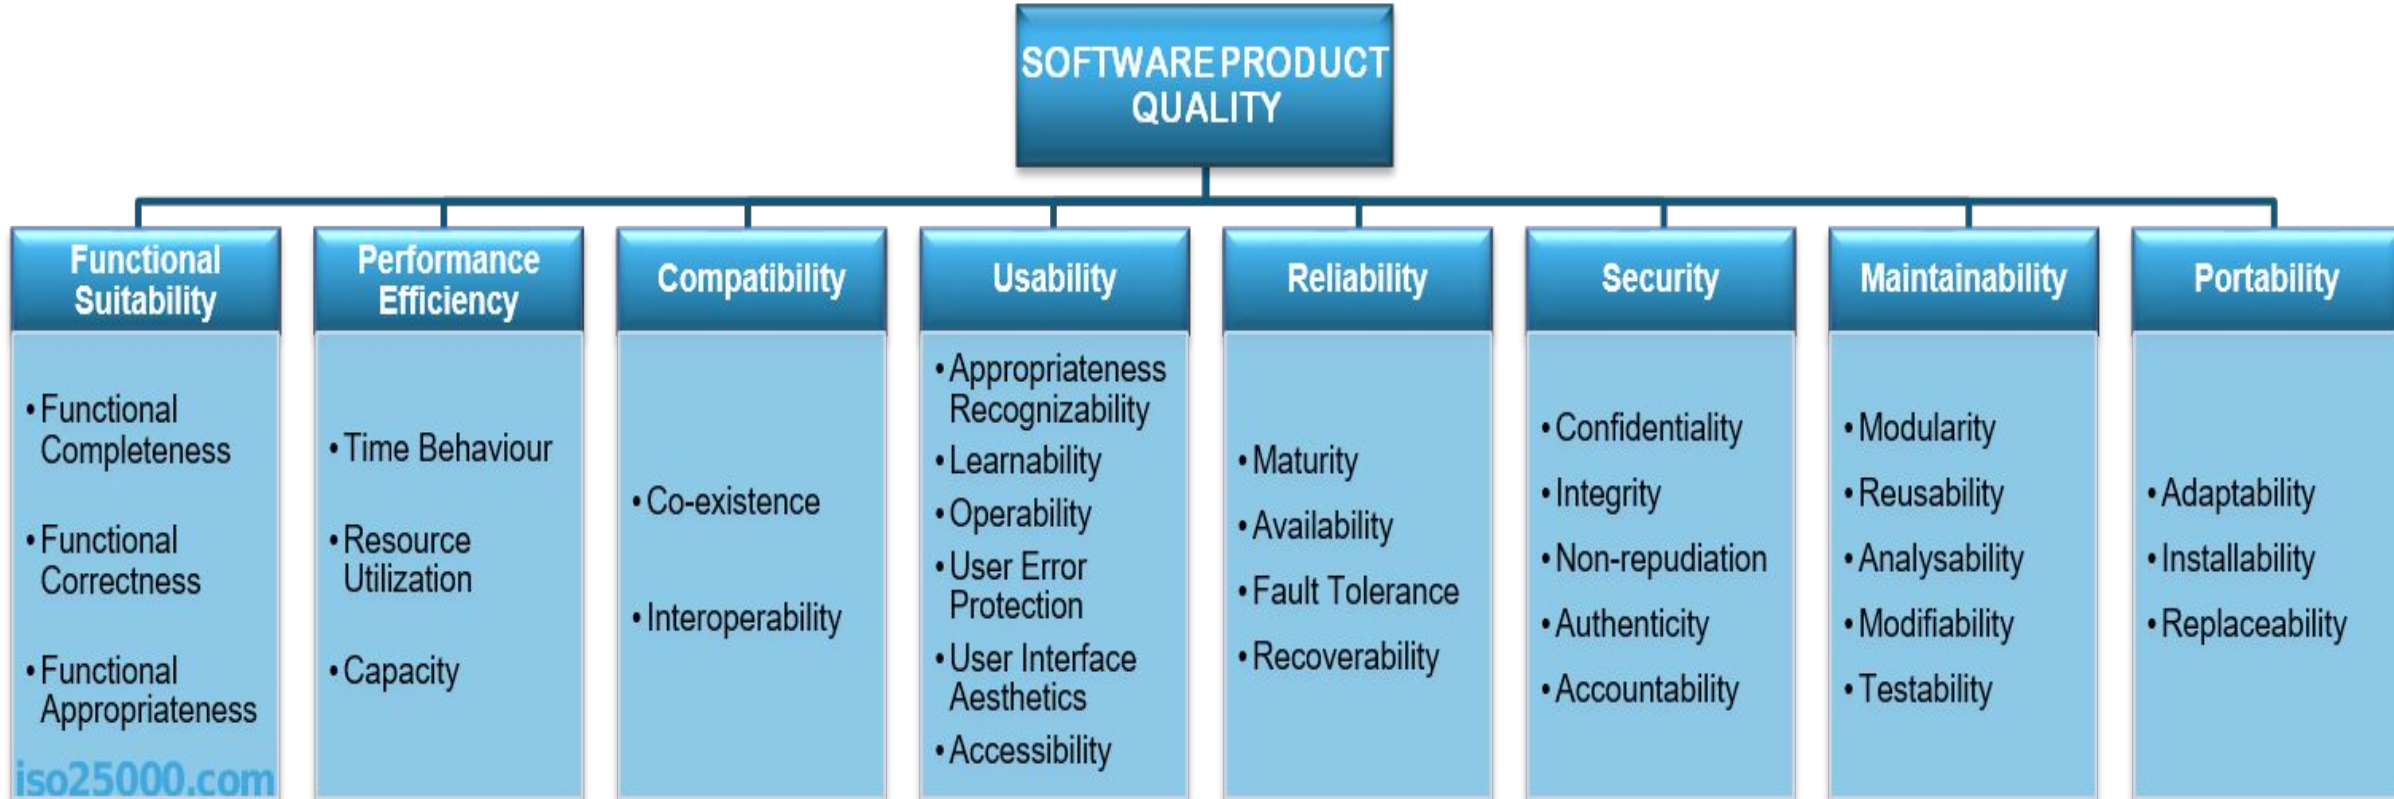 SOFTWARE PRODUCT
QUALITY
Functional
Suitability
• Functional
Completeness
• Functional
Correctness
• Functional
Appropriateness
iso25000.com
Performance
Efficiency
• Time Behaviour
• Resource
Utilization
• Capacity
Compatibility
• Co-existence
• Interoperability
Usability
• Appropriateness
Recognizability
• Learnability
• Operability
• User Error
Protection
• User Interface
Aesthetics
• Accessibility
Reliability
• Maturity
• Availability
• Fault Tolerance
• Recoverability
Security
• Confidentiality
• Integrity
• Non-repudiation
• Authenticity
• Accountability
Maintainability
• Modularity
• Reusability
• Analysability
• Modifiability
• Testability
Portability
• Adaptability
• Installability
• Replaceability